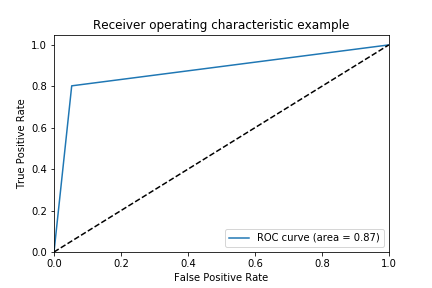 Receiver operating characteristic example
True Positive Rate
1.0
0.8
0.6
0.4
0.2
0.0
ROC curve (area = 0.87)
0.0 0.2 0.4 0.6 0.8 1.0
False Positive Rate